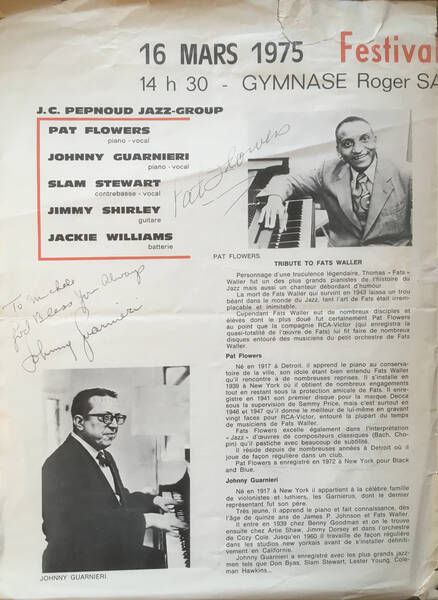 16 MARS 1975 Festiva
14 h 30 - GYMNASE Roger SA
J.C. PEPNOUD JAZZ-GROUP
PAT FLOWERS
piano - vocal
JOHNNY GUARNIERI
piano - vocal
SLAM STEWART
contrebasse - vocal
JIMMY SHIRLEY
guitare
JACKIE WILLIAMS
batterie
Pat Flowers
PAT FLOWERS.
To
God Bless You Always
Johnny Guarnieri
TRIBUTE TO FATS WALLER
Personnage d'une truculence légendaire, Thomas « Fats »
Waller fut un des plus grands pianistes de l'histoire du
Jazz mais aussi un chanteur débordant d'humour.
La mort de Fats Waller qui survint en 1943 laissa un trou
béant dans le monde du Jazz, tant l'art de Fats était irrem-
plaçable et inimitable.
Cependant Fats Waller eut de nombreux disciples et
élèves dont le plus doué fut certainement Pat Flowers
au point que la compagnie RCA-Victor (qui enregistra la
quasi-totalité de l'œuvre de Fats) lui fit faire de nombreux
disques entouré des musiciens du petit orchestre de Fats
Waller.
Pat Flowers
Né en 1917 à Detroit. Il apprend le piano au conserva-
toire de la ville, son idole étant bien entendu Fats Waller
qu'il rencontre à de nombreuses reprises. Il s'installe en
1939 à New York où il obtient de nombreux engagements
tout en restant sous la protection amicale de Fats. Il enre-
gistre en 1941 son premier disque pour la marque Decca
sous la supervision de Sammy Price, mais c'est surtout en
1946 et 1947 qu'il donne le meilleur de lui-même en gravant
vingt faces pour RCA-Victor, entouré la plupart du temps
de musiciens de Fats Waller.
Fats Flowers excelle également dans l'interprétation
« Jazz » d'œuvres de compositeurs classiques (Bach, Cho-
pin) qu'il pastiche avec beaucoup de subtilité.
Il réside depuis de nombreuses années à Detroit où il
joue de façon régulière dans un club.
Pat Flowers a enregistré en 1972 à New York pour Black
and Blue.
Johnny Guarnieri
Né en 1917 à New York il appartient à la célèbre famille
de violonistes et luthiers, les Garnierus, dont le dernier
représentant fut son père.
Très jeune, il apprend le piano et fait connaissance, dès
l'âge de quinze ans de James P. Johnson et Fats Waller.
Il entre en 1939 chez Benny Goodman et on le trouve
ensuite chez Artie Shaw, Jimmy Dorsey et dans l'orchestre
de Cozy Cole. Jusqu'en 1960 il travaille de façon régulière
dans les studios new yorkais avant de s'installer définiti-
vement en Californie.
Johnny Guarnieri a enregistré avec les plus grands jazz-
men tels que Don Byas, Slam Stewart, Lester Young, Cole-
man Hawkins...
JOHNNY GUARNIERI.